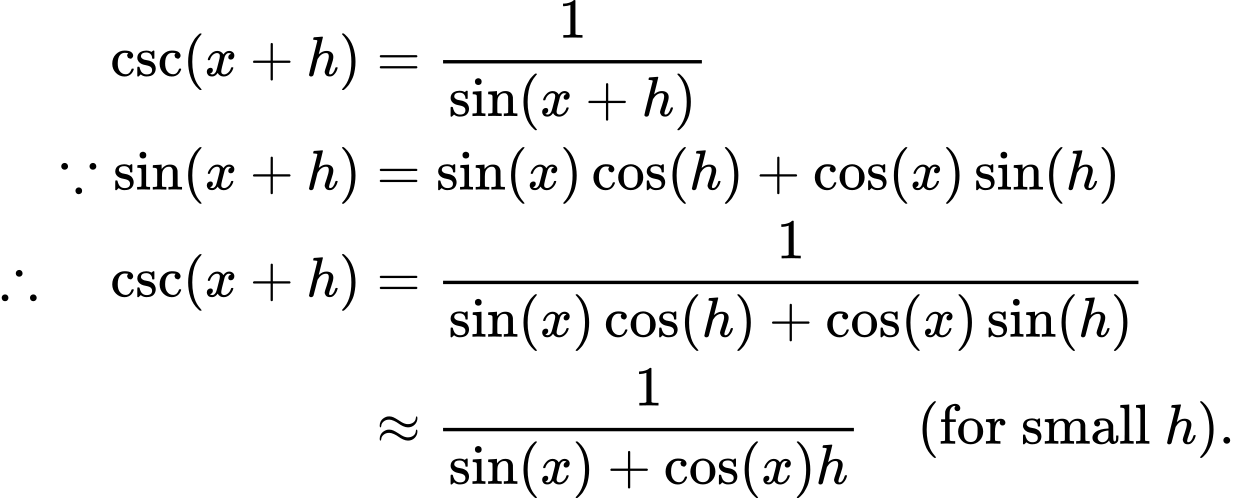 csc(x + h) = 1 / sin(x + h)
∵ sin(x + h) = sin(x) cos(h) + cos(x) sin(h)
∴ csc(x + h) = 1 / sin(x) cos(h) + cos(x) sin(h)
≈ 1 / sin(x) + cos(x)h (for small h).